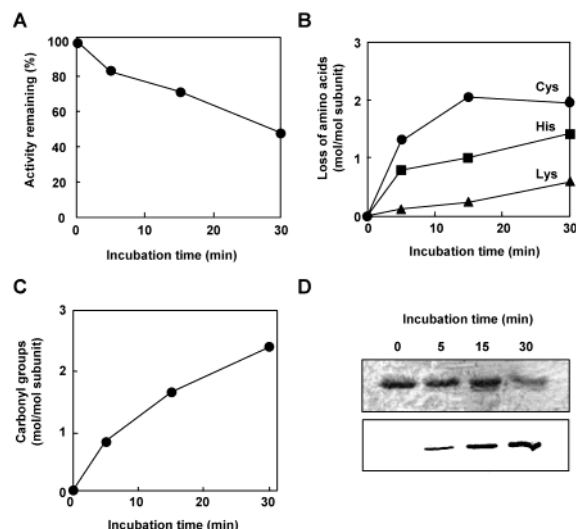 A
Activity remaining (%)
100
80
60
40
20
0
0 10 20 30
Incubation time (min)
B
Loss of amino acids
(mol/mol subunit)
3
2
1
0
Cys
His
Lys
0 10 20 30
Incubation time (min)
C
Carbonyl groups
(mol/mol subunit)
3
2
1
0
0 10 20 30
Incubation time (min)
D
Incubation time (min)
0 5 15 30